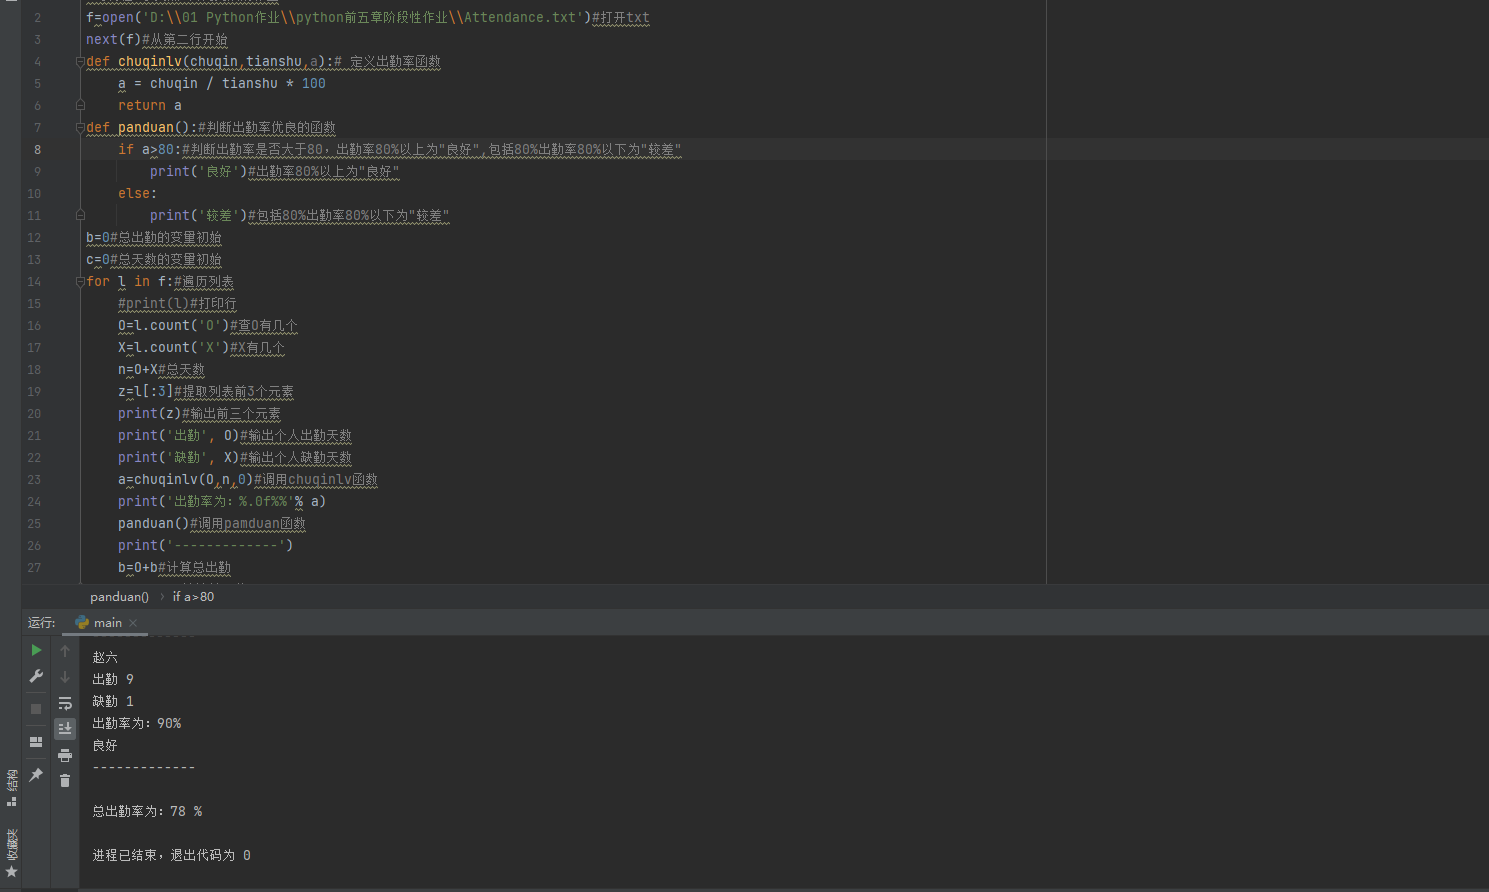 2 f=open('D:\\01 Python作业\\python前五章阶段性作业\\Attendance.txt')#打开txt
3 next(f)#从第二行开始
4 def chuqinlv(chuqin,tianshu,a):# 定义出勤率函数
5 a = chuqin / tianshu * 100
6 return a
7 def panduan():#判断出勤率优良的函数
8 if a>80:#判断出勤率是否大于80，出勤率80%以上为"良好",包括80%出勤率80%以下为"较差"
9 print('良好')#出勤率80%以上为"良好"
10 else:
11 print('较差')#包括80%出勤率80%以下为"较差"
12 b=0#总出勤的变量初始
13 c=0#总天数的变量初始
14 for l in f:#遍历列表
15 #print(l)#打印行
16 O=l.count('O')#查O有几个
17 X=l.count('X')#X有几个
18 n=O+X#总天数
19 z=l[:3]#提取列表前3个元素
20 print(z)#输出前三个元素
21 print('出勤', O)#输出个人出勤天数
22 print('缺勤', X)#输出个人缺勤天数
23 a=chuqinlv(O,n,0)#调用chuqinlv函数
24 print('出勤率为：%.0f%%'% a)
25 panduan()#调用pamduan函数
26 print('-------------')
27 b=O+b#计算总出勤
panduan() › if a>80
运行: main
赵六
出勤 9
缺勤 1
出勤率为：90%
良好
-------------
总出勤率为：78 %
进程已结束，退出代码为 0
结构
收藏夹